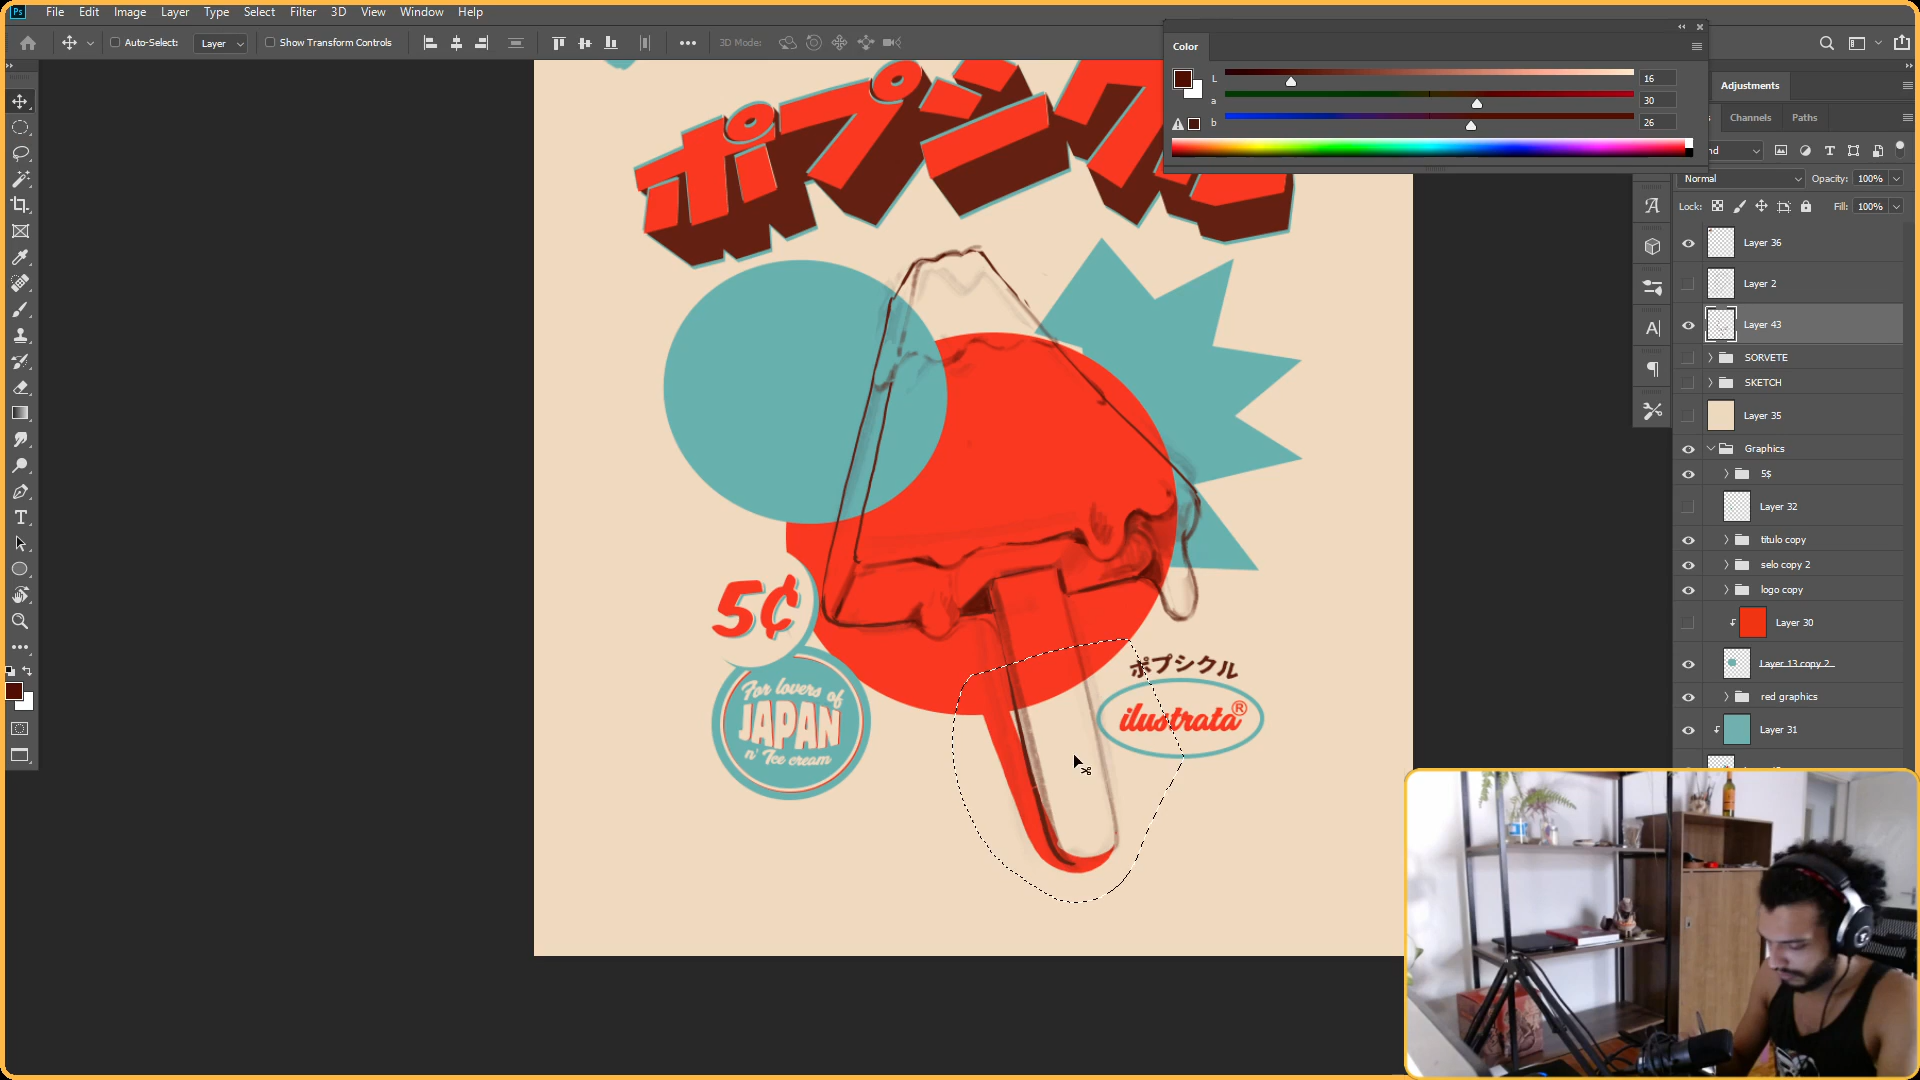 Ps File Edit Image Layer Type Select Filter 3D View Window Help
Auto-Select: Layer Show Transform Controls 3D Mode:
Color
L 16
a 30
b 26
Adjustments
Channels Paths
Normal Opacity: 100%
Lock: Fill: 100%
Layer 36
Layer 2
Layer 43
SORVETE
SKETCH
Layer 35
Graphics
5$
Layer 32
titulo copy
selo copy 2
logo copy
Layer 30
Layer 13 copy 2
red graphics
Layer 31
ポプシクル
5¢
For lovers of
JAPAN
n' Ice cream
ポプシクル
ilustrata®